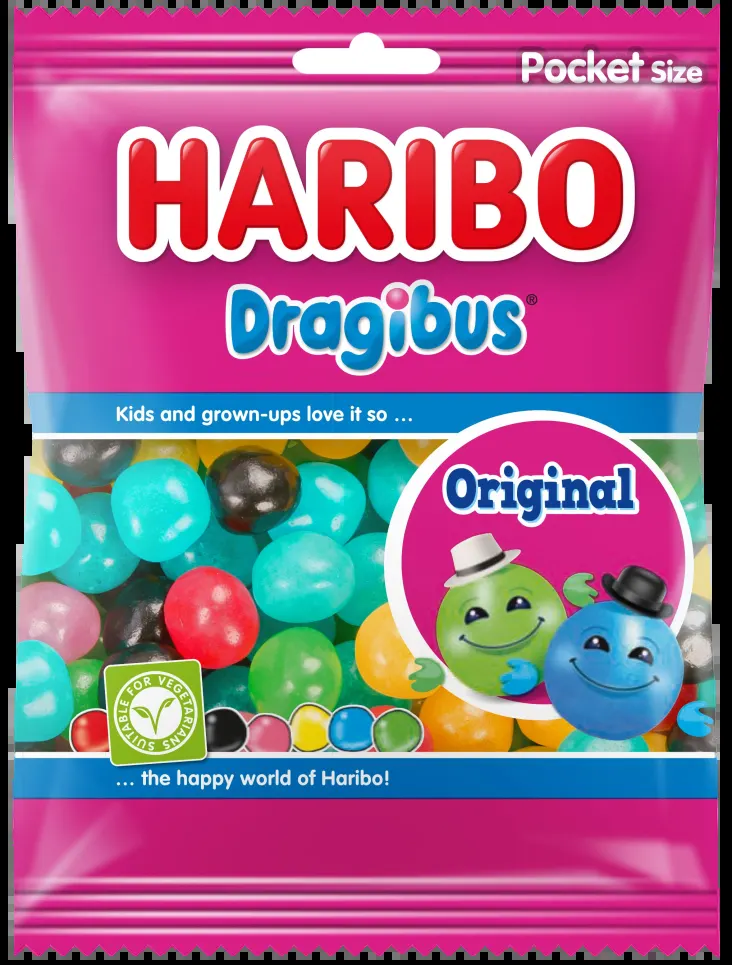 Pocket Size
HARIBO
Dragibus®
Kids and grown-ups love it so ...
Original
SUITABLE FOR VEGETARIANS
... the happy world of Haribo!